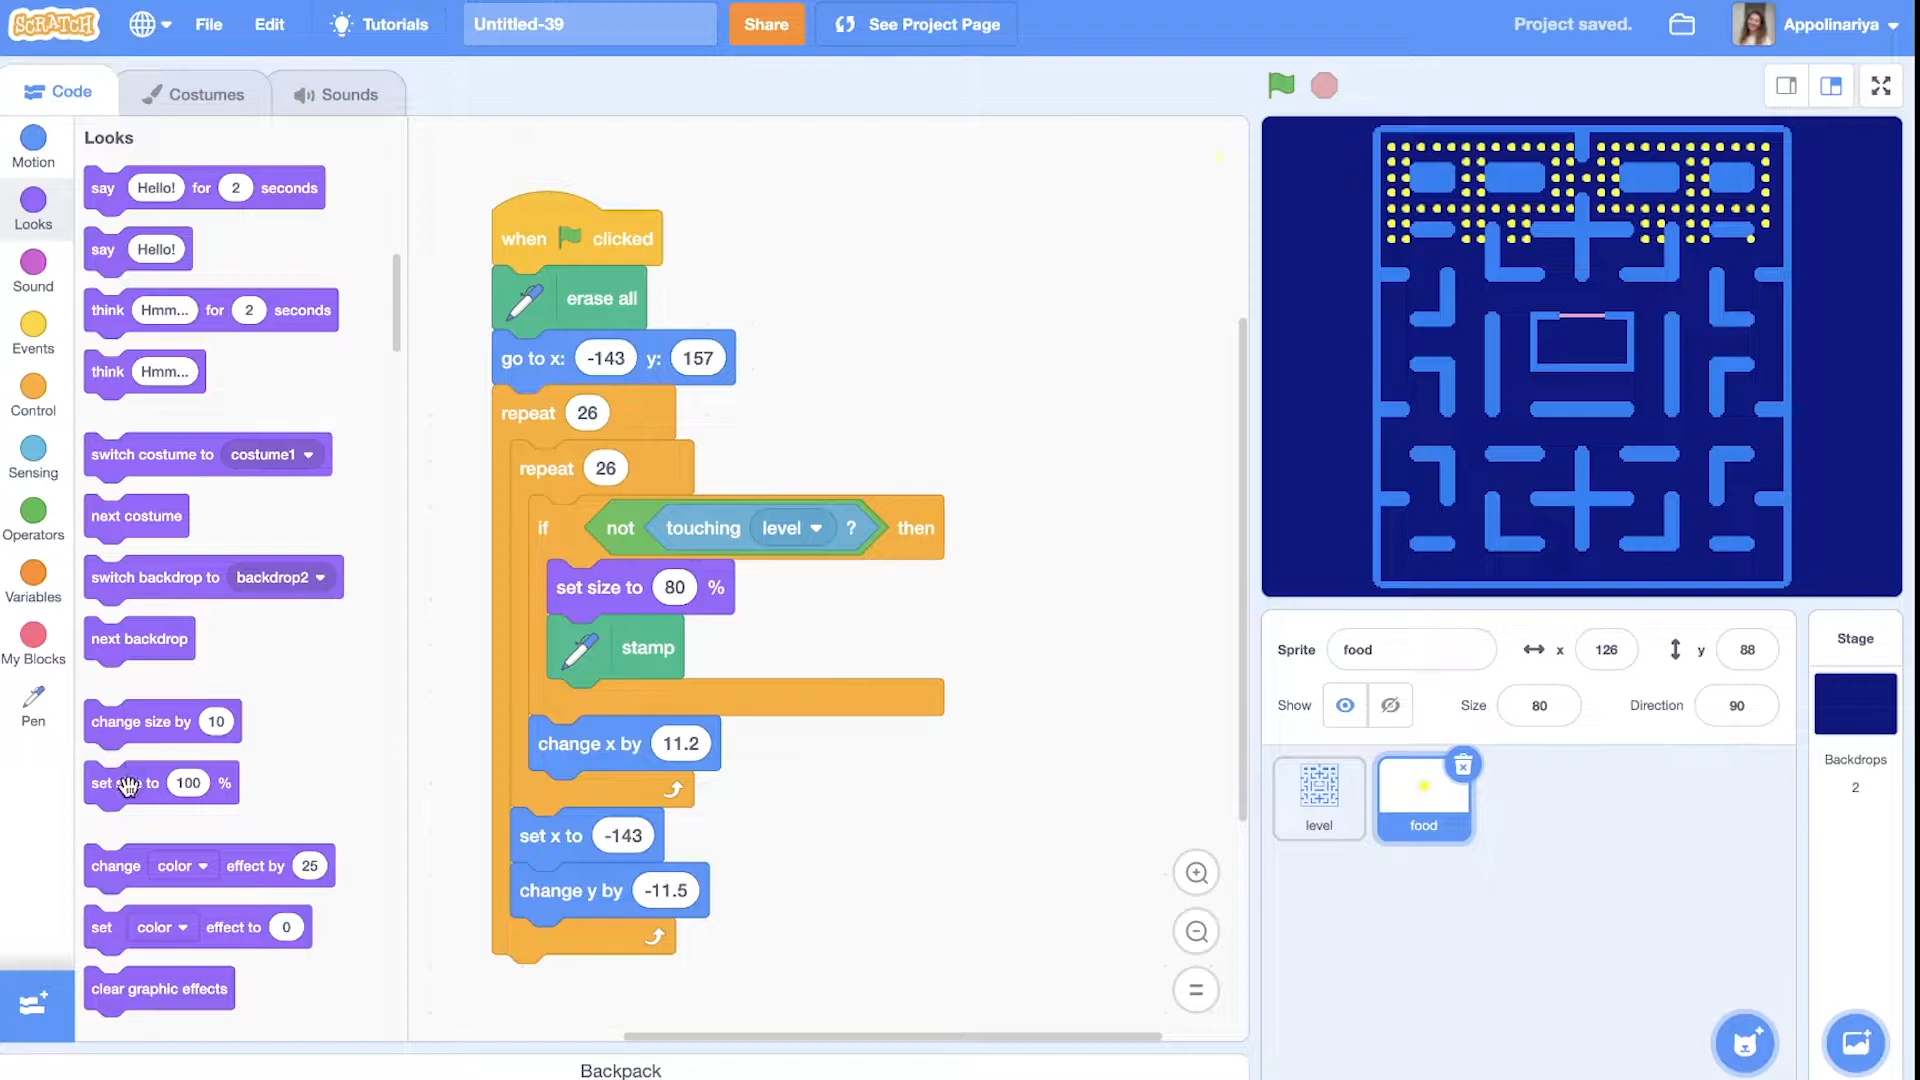 SCRATCH
File
Edit
Tutorials
Untitled-39
Share
See Project Page
Project saved.
Appolinariya
Code
Costumes
Sounds
Motion
Looks
Sound
Events
Control
Sensing
Operators
Variables
My Blocks
Pen
Looks
say Hello! for 2 seconds
say Hello!
think Hmm... for 2 seconds
think Hmm...
switch costume to costume1
next costume
switch backdrop to backdrop2
next backdrop
change size by 10
set to 100 %
change color effect by 25
set color effect to 0
clear graphic effects
when clicked
erase all
go to x: -143 y: 157
repeat 26
repeat 26
if not touching level ? then
set size to 80 %
stamp
change x by 11.2
set x to -143
change y by -11.5
Backpack
Sprite food x 126 y 88
Show Size 80 Direction 90
level
food
Stage
Backdrops
2